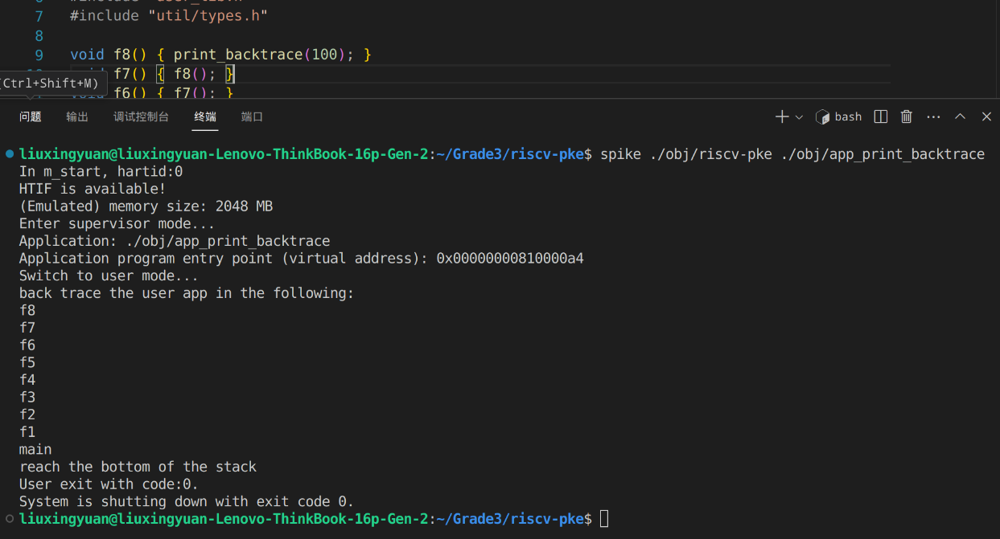 7 #include "util/types.h"
8
9 void f8() { print_backtrace(100); }
f7() { f8(); }
(Ctrl+Shift+M)
f6() { f7(); }
问题 输出 调试控制台 终端 端口 bash
liuxingyuan@liuxingyuan-Lenovo-ThinkBook-16p-Gen-2:~/Grade3/riscv-pke$ spike ./obj/riscv-pke ./obj/app_print_backtrace
In m_start, hartid:0
HTIF is available!
(Emulated) memory size: 2048 MB
Enter supervisor mode...
Application: ./obj/app_print_backtrace
Application program entry point (virtual address): 0x00000000810000a4
Switch to user mode...
back trace the user app in the following:
f8
f7
f6
f5
f4
f3
f2
f1
main
reach the bottom of the stack
User exit with code:0.
System is shutting down with exit code 0.
liuxingyuan@liuxingyuan-Lenovo-ThinkBook-16p-Gen-2:~/Grade3/riscv-pke$